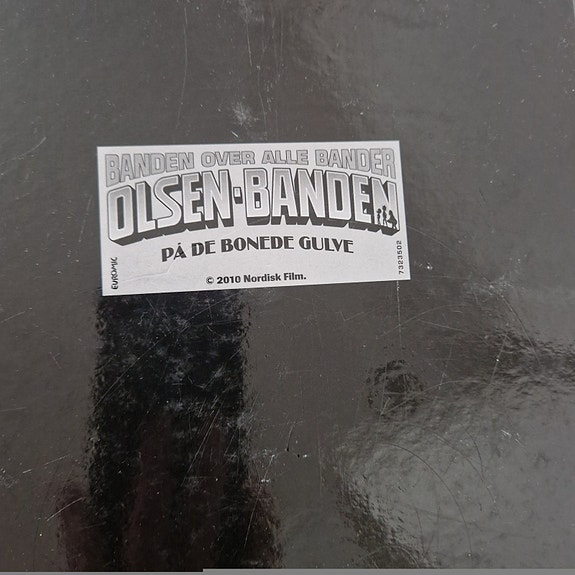 BANDEN OVER ALLE BANDER
OLSEN-BANDEN
PÅ DE BONEDE GULVE
© 2010 Nordisk Film.
EUROMIC
7323502